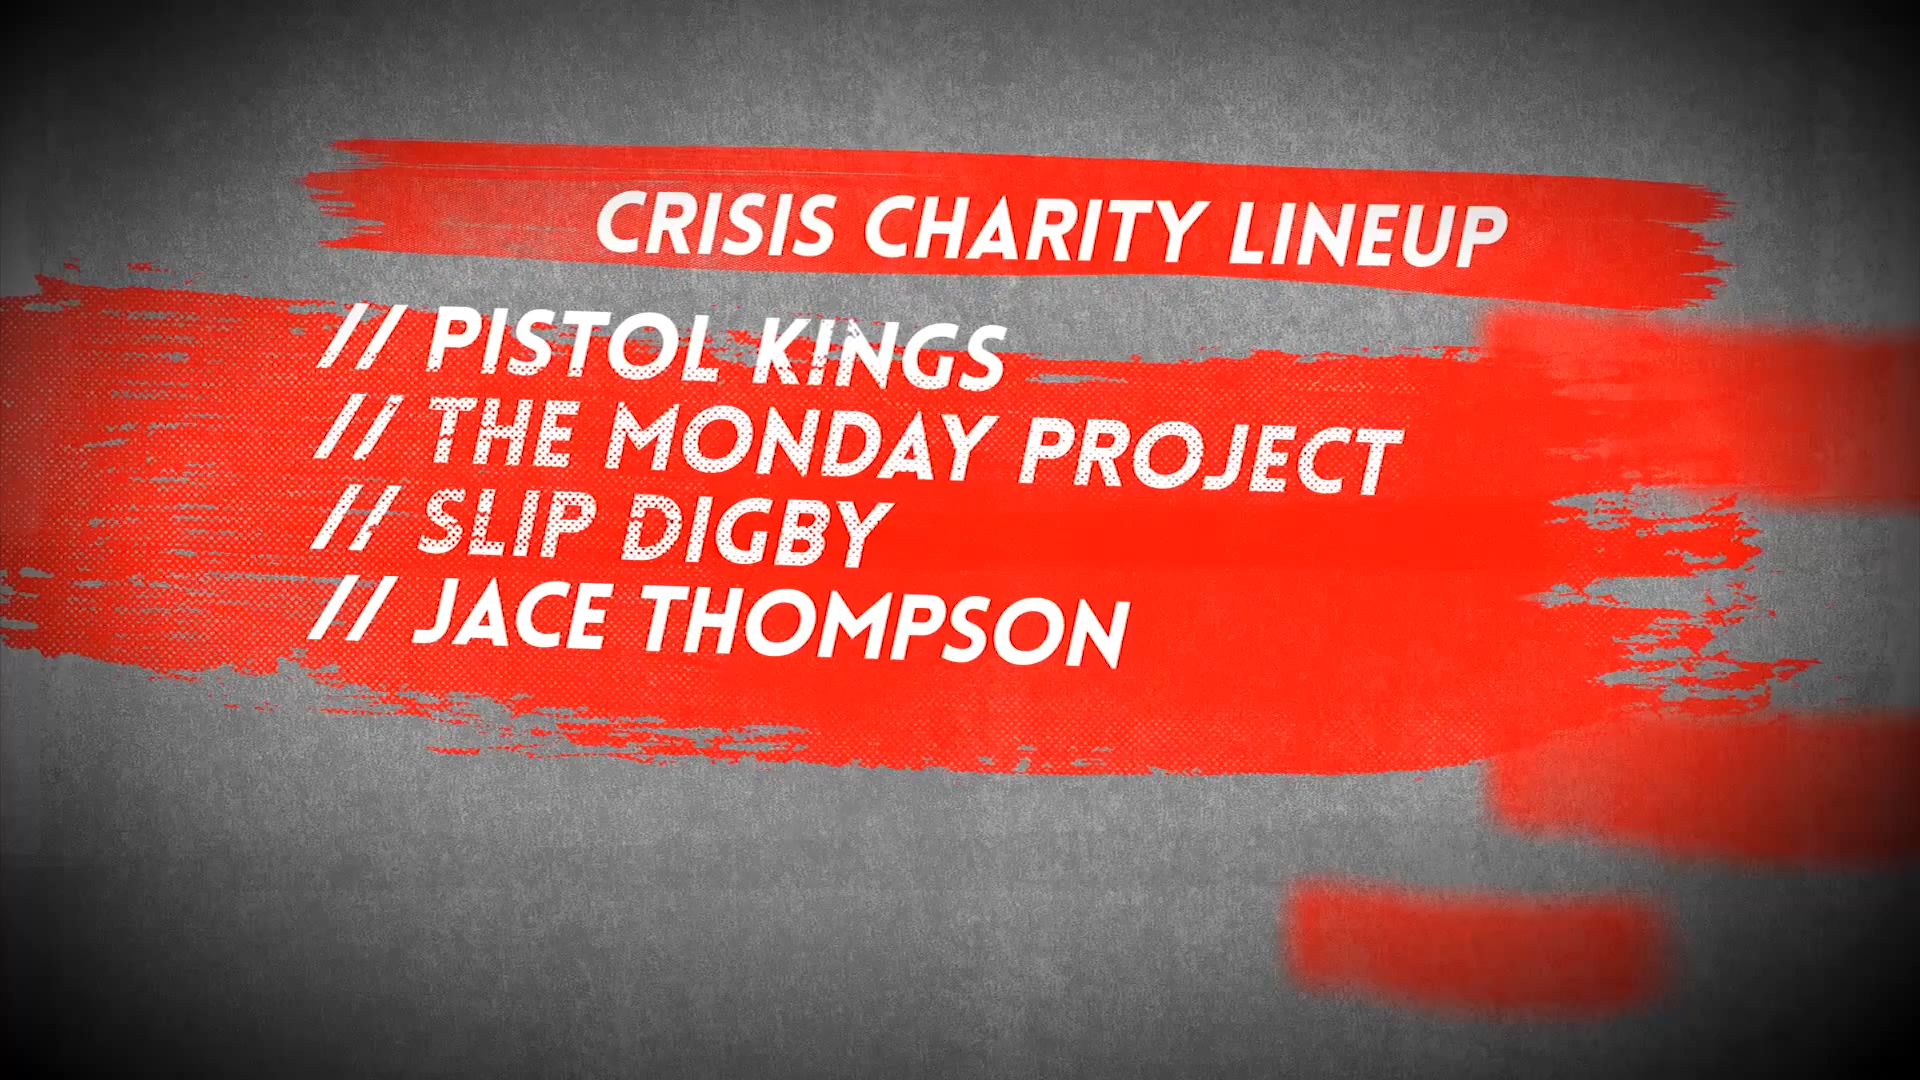 CRISIS CHARITY LINEUP
// PISTOL KINGS
// THE MONDAY PROJECT
// SLIP DIGBY
// JACE THOMPSON